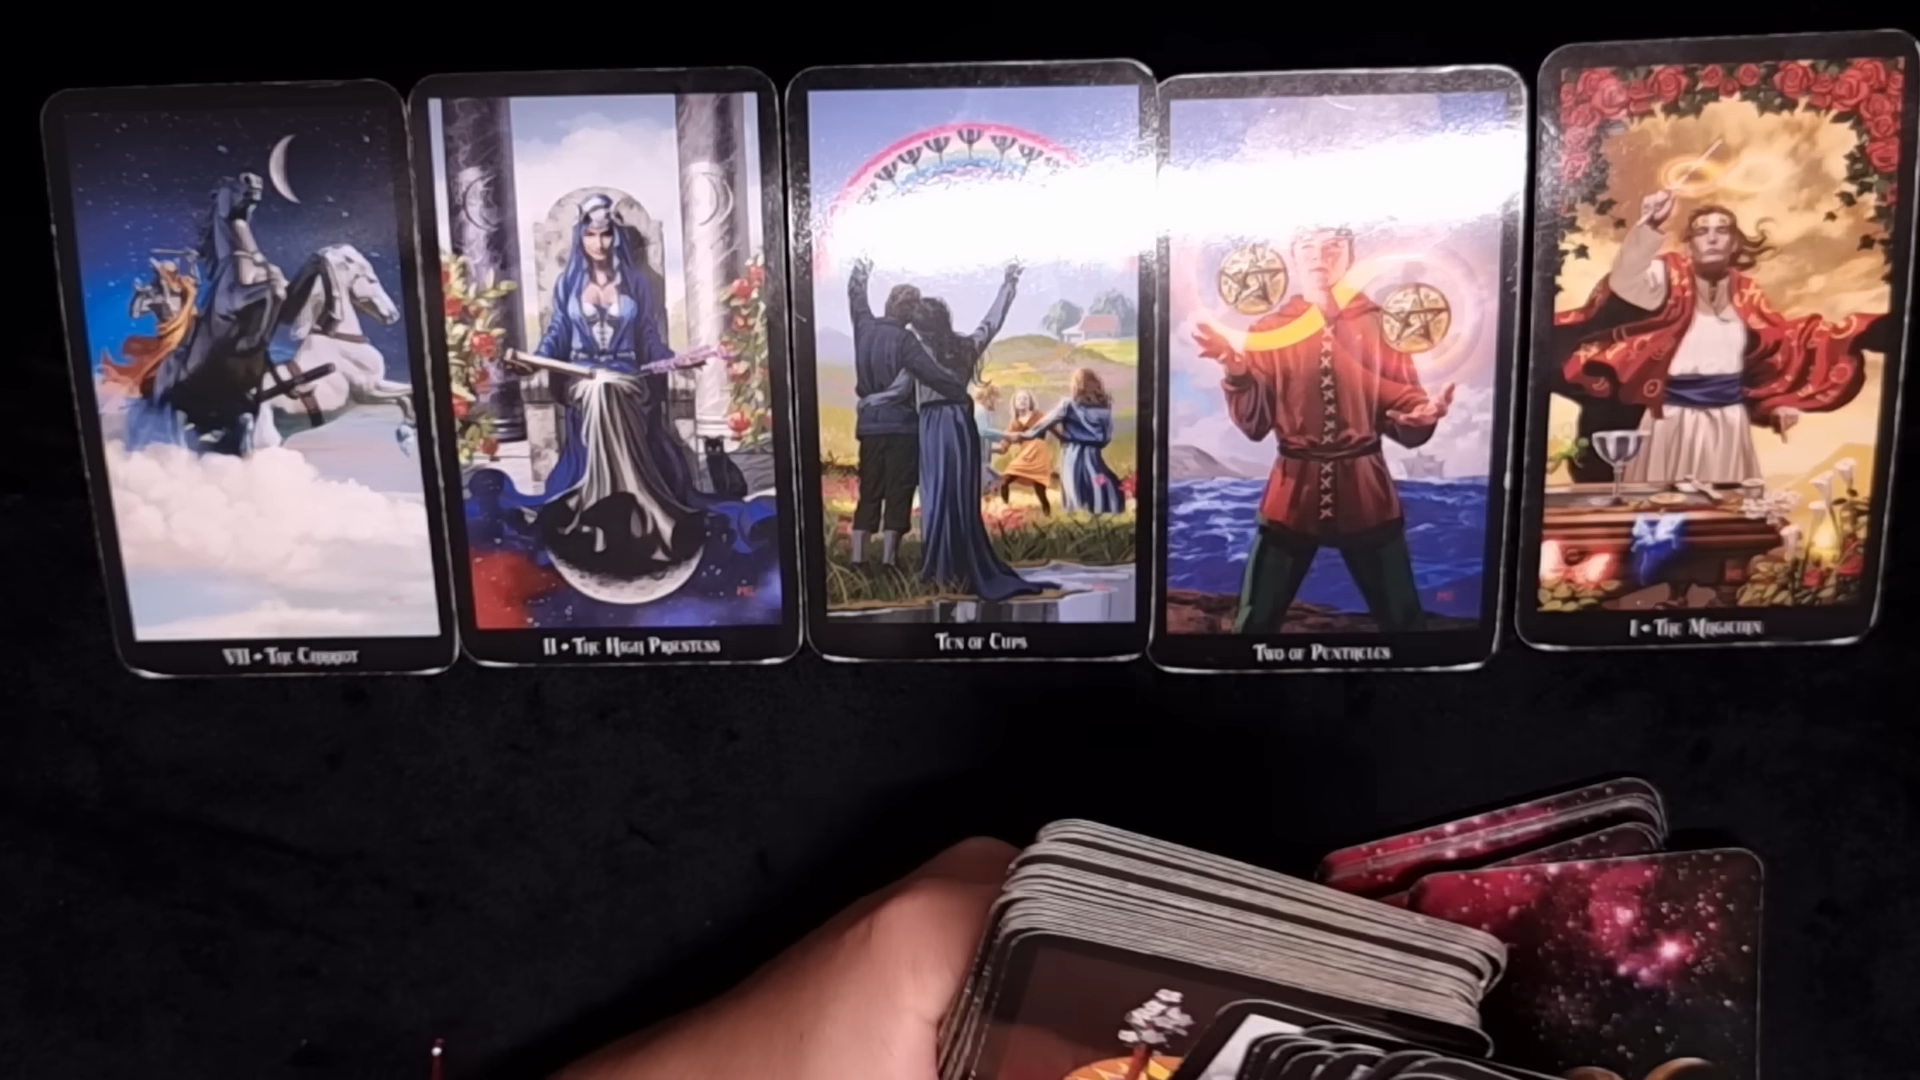 VII • The Chariot
II • The High Priestess
Ten of Cups
Two of Pentacles
I • The Magician